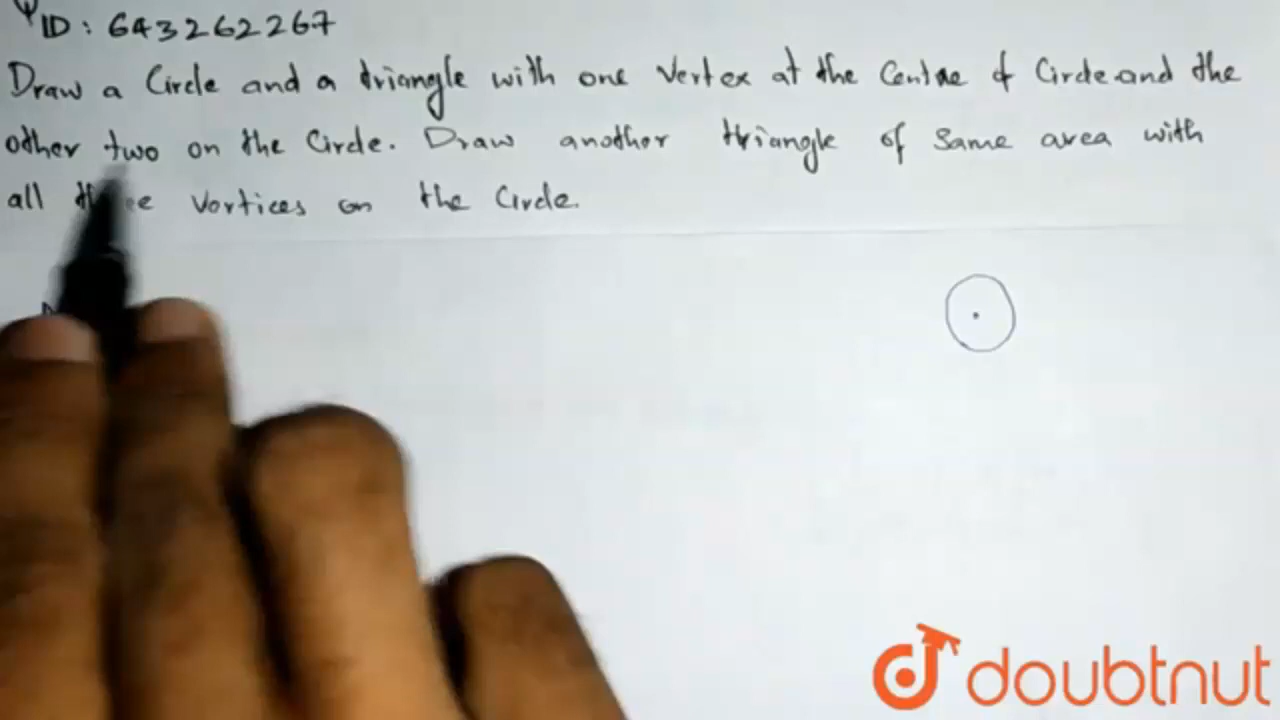 ID : 643262267
Draw a Circle and a triangle with one Vertex at the Centre of Circle and the
other two on the Circle. Draw another triangle of Same area with
all Vertices on the Circle.
doubtnut